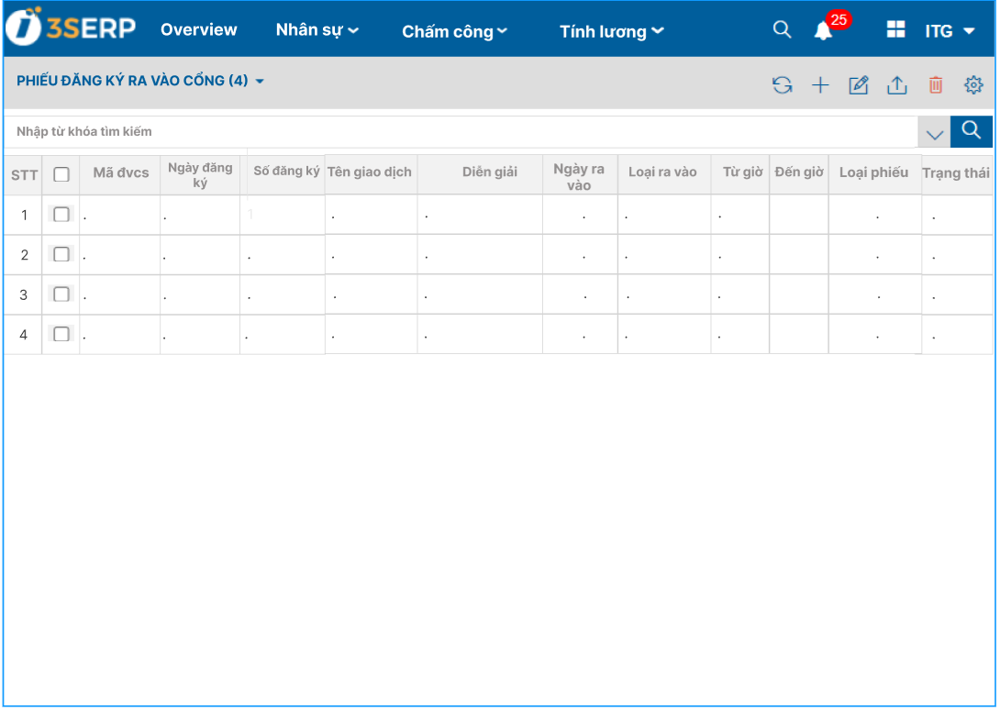 3SERP Overview Nhân sự Chấm công Tính lương 25 ITG
PHIẾU ĐĂNG KÝ RA VÀO CỔNG (4)
Nhập từ khóa tìm kiếm
STT Mã đvcs Ngày đăng ký Số đăng ký Tên giao dịch Diễn giải Ngày ra vào Loại ra vào Từ giờ Đến giờ Loại phiếu Trạng thái
1 . . 1 . . . . . . .
2 . . . . . . . . . .
3 . . . . . . . . . .
4 . . . . . . . . . .